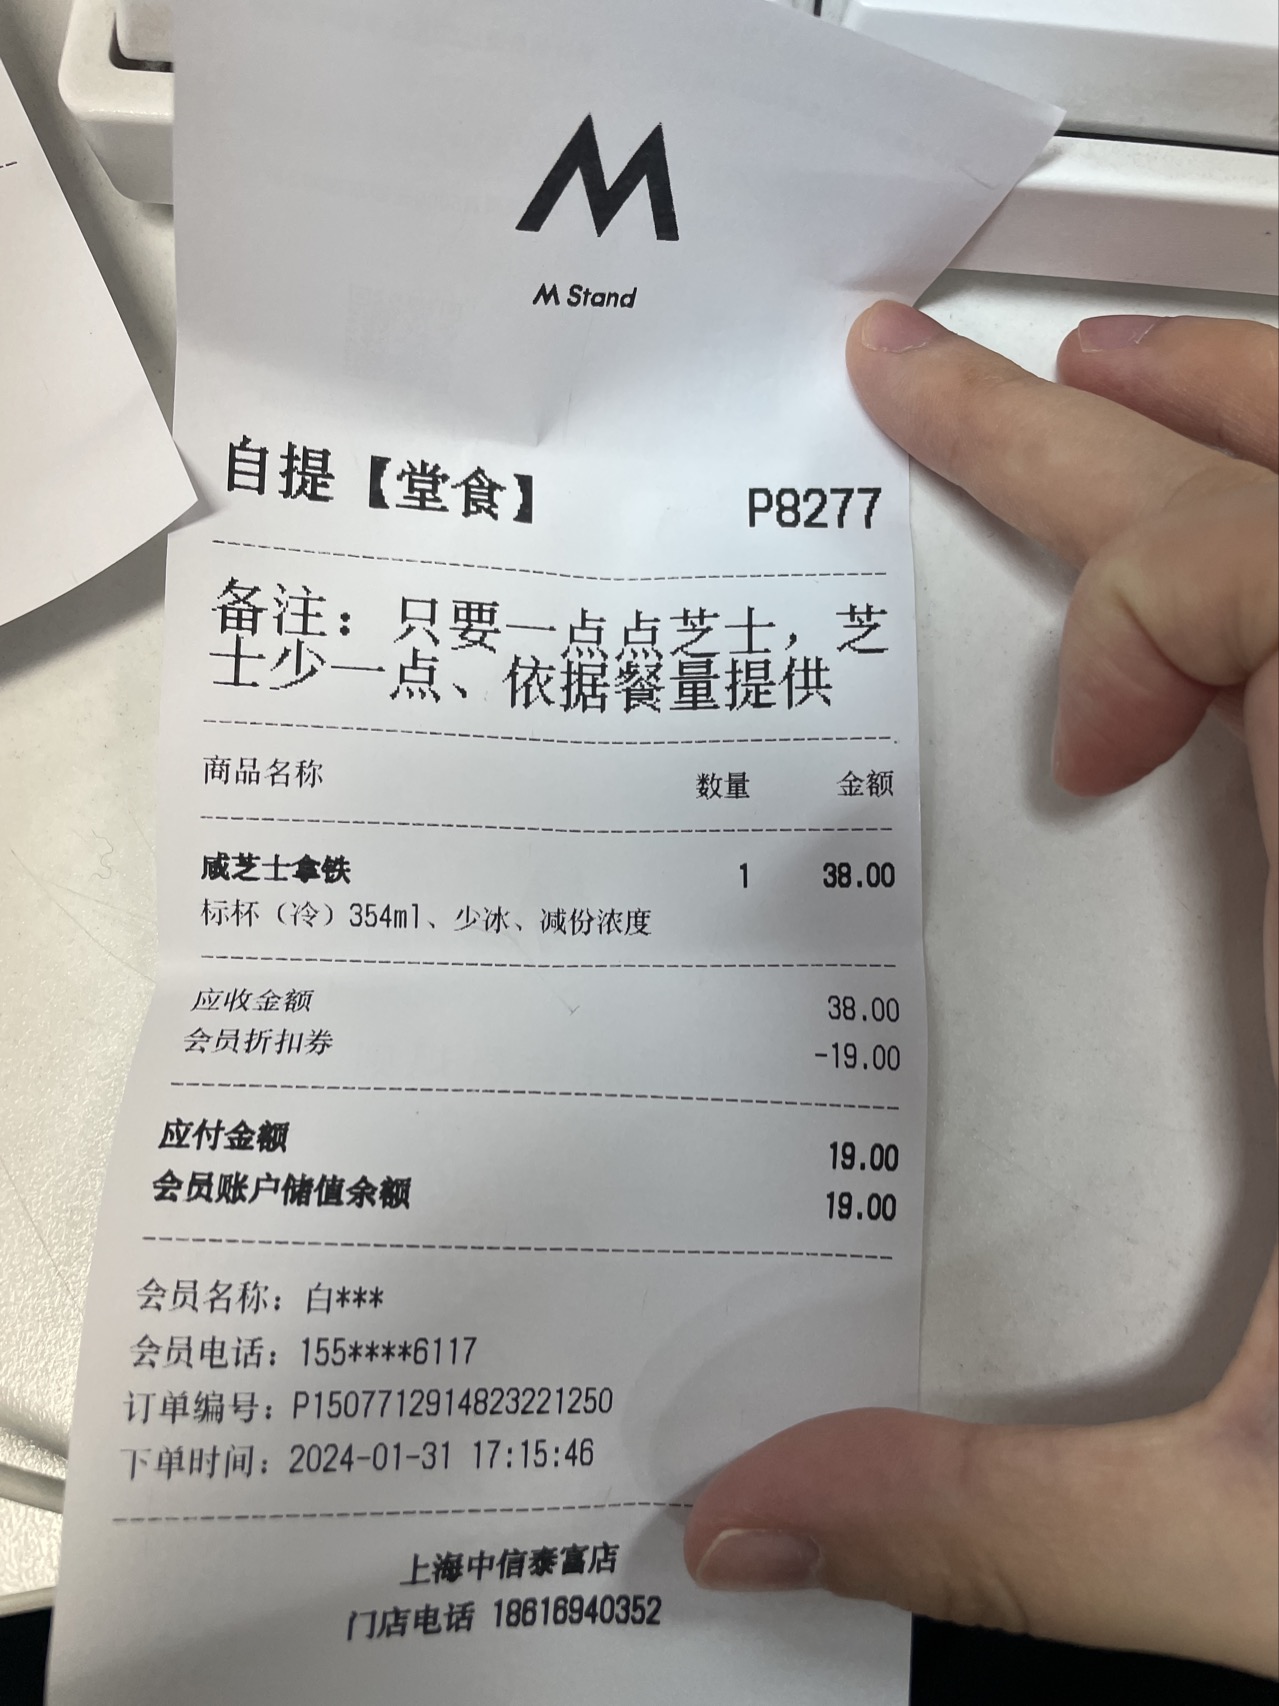 M
M Stand
自提【堂食】 P8277
备注：只要一点点芝士，芝
士少一点、依据餐量提供
商品名称 数量 金额
咸芝士拿铁 1 38.00
标杯（冷）354ml、少冰、减份浓度
应收金额 38.00
会员折扣券 -19.00
应付金额 19.00
会员账户储值余额 19.00
会员名称：白***
会员电话：155****6117
订单编号：P1507712914823221250
下单时间：2024-01-31 17:15:46
上海中信泰富店
门店电话 18616940352